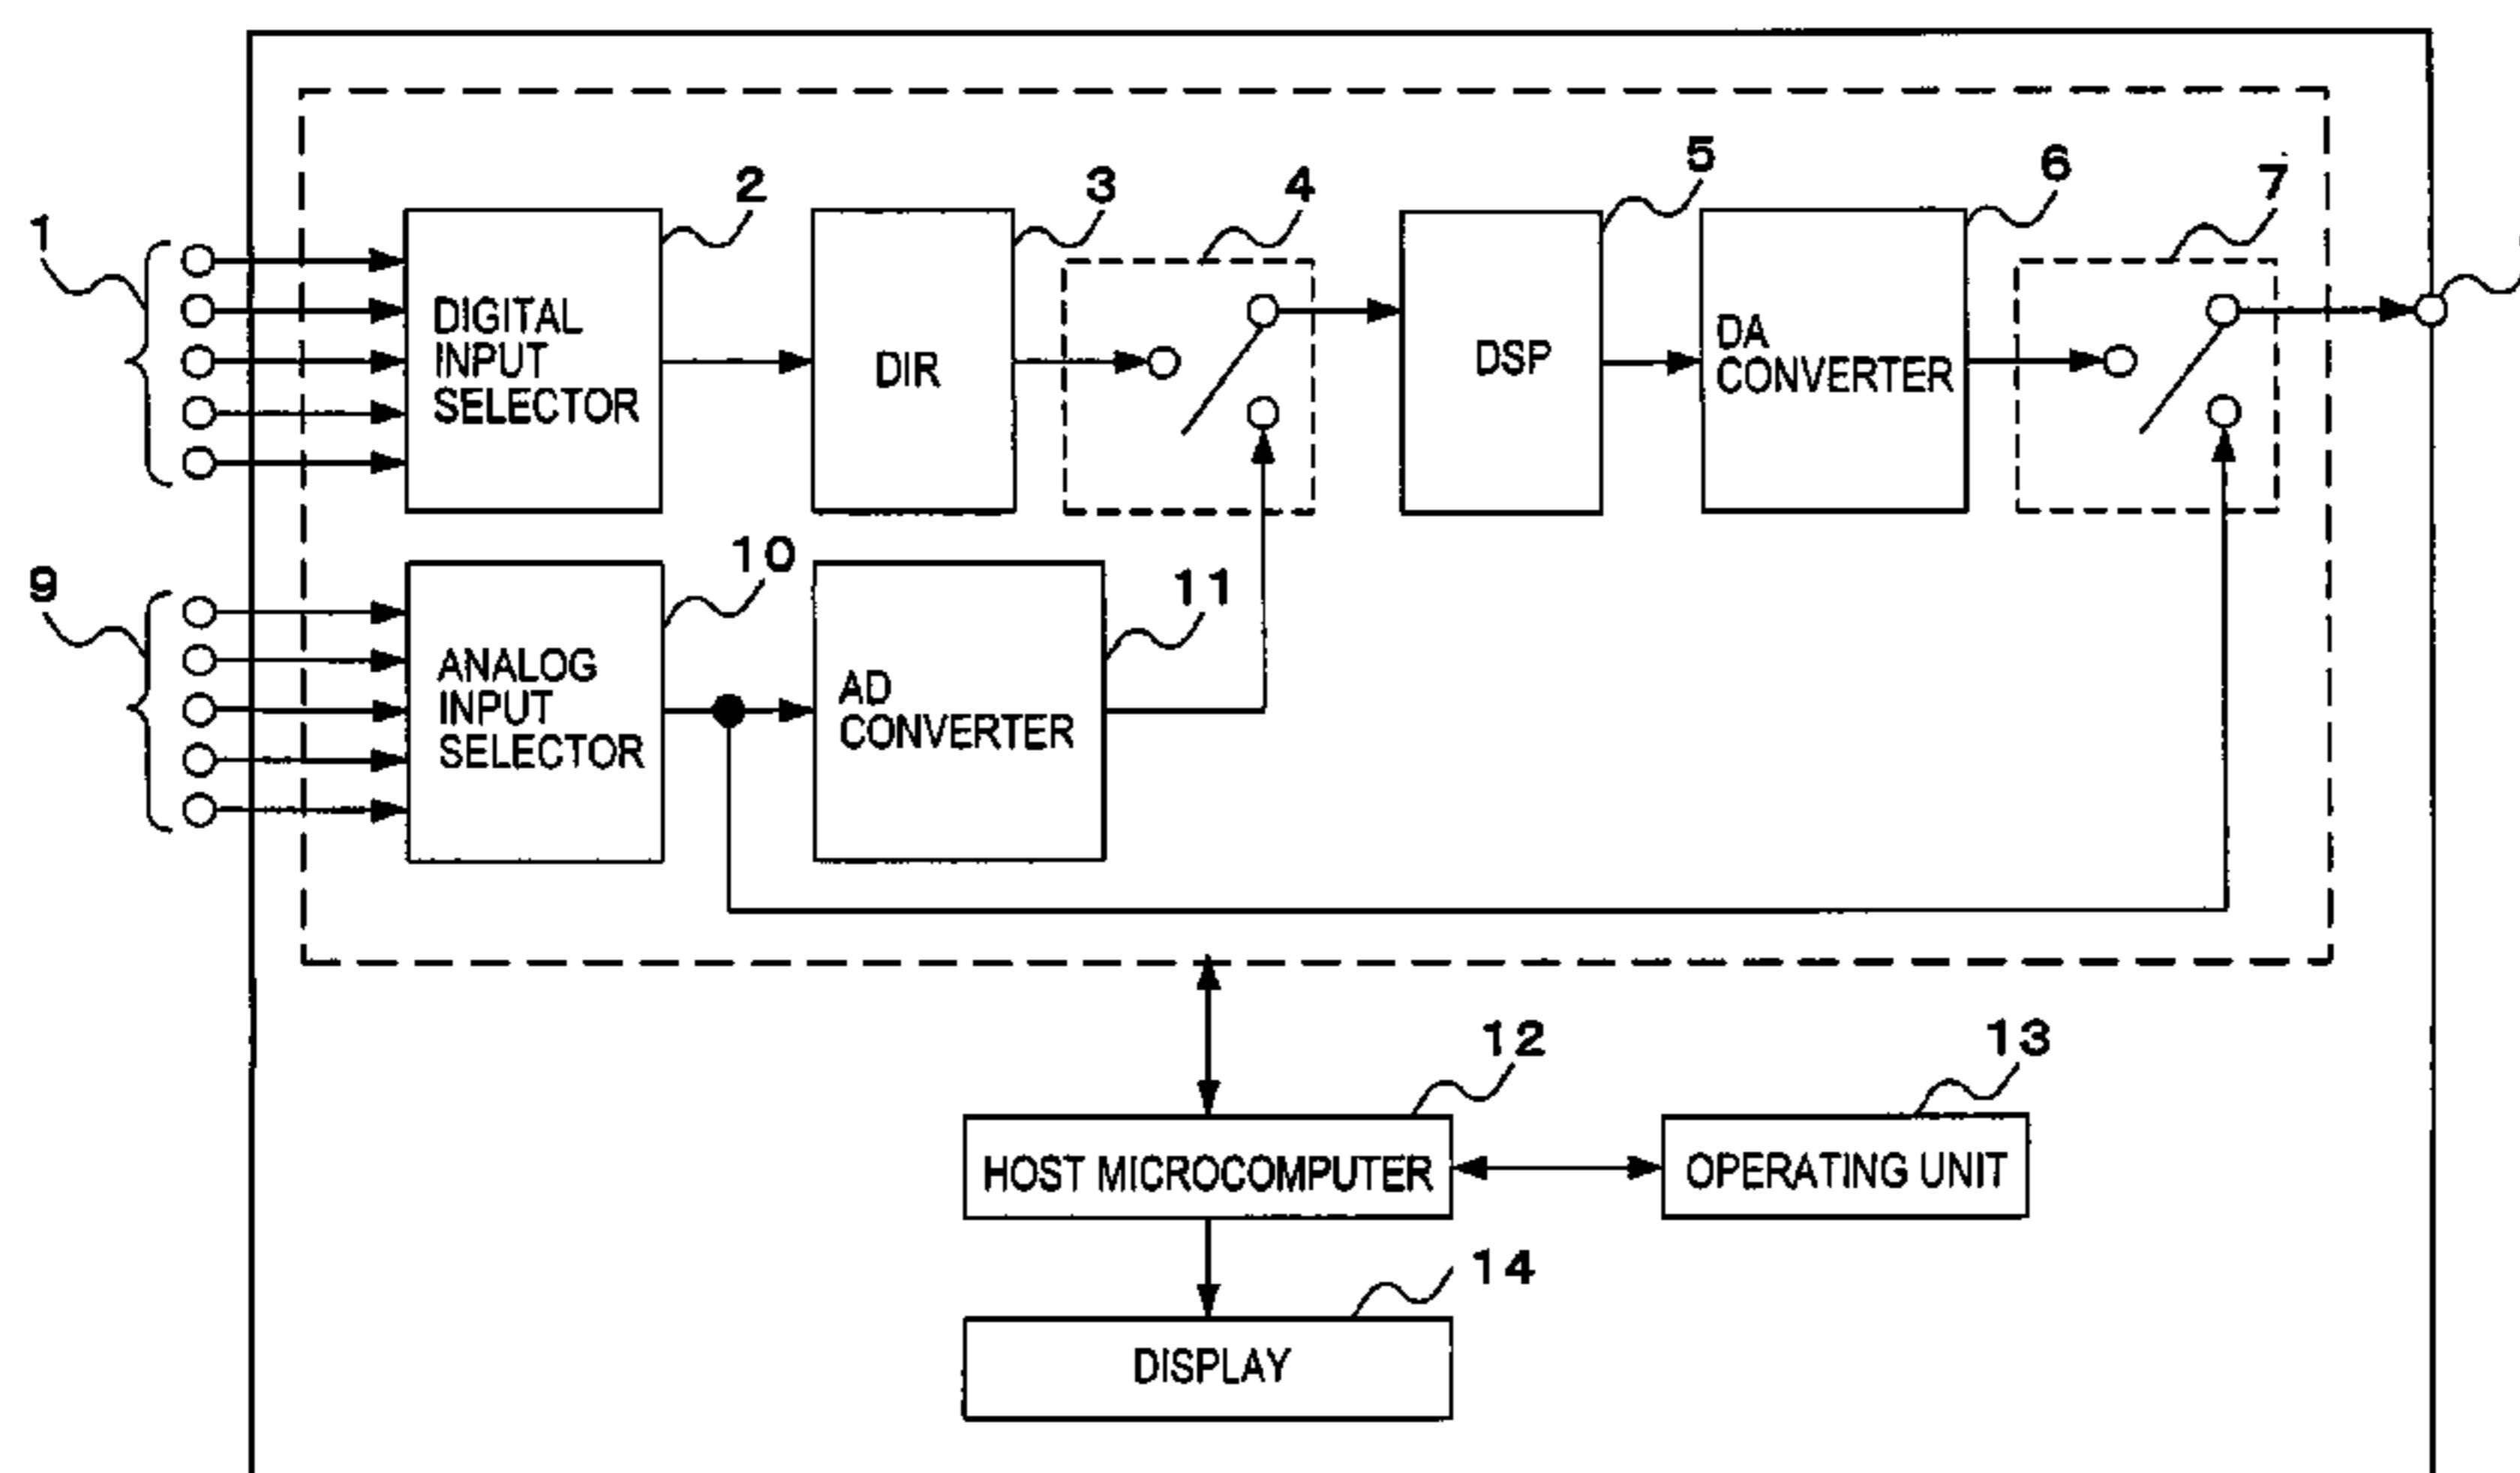 5
6
2
3
4
7
1
DIGITAL
INPUT
SELECTOR
DIR
DSP
DA
CONVERTER
10
11
9
ANALOG
INPUT
SELECTOR
AD
CONVERTER
12
13
HOST MICROCOMPUTER
OPERATING UNIT
14
DISPLAY